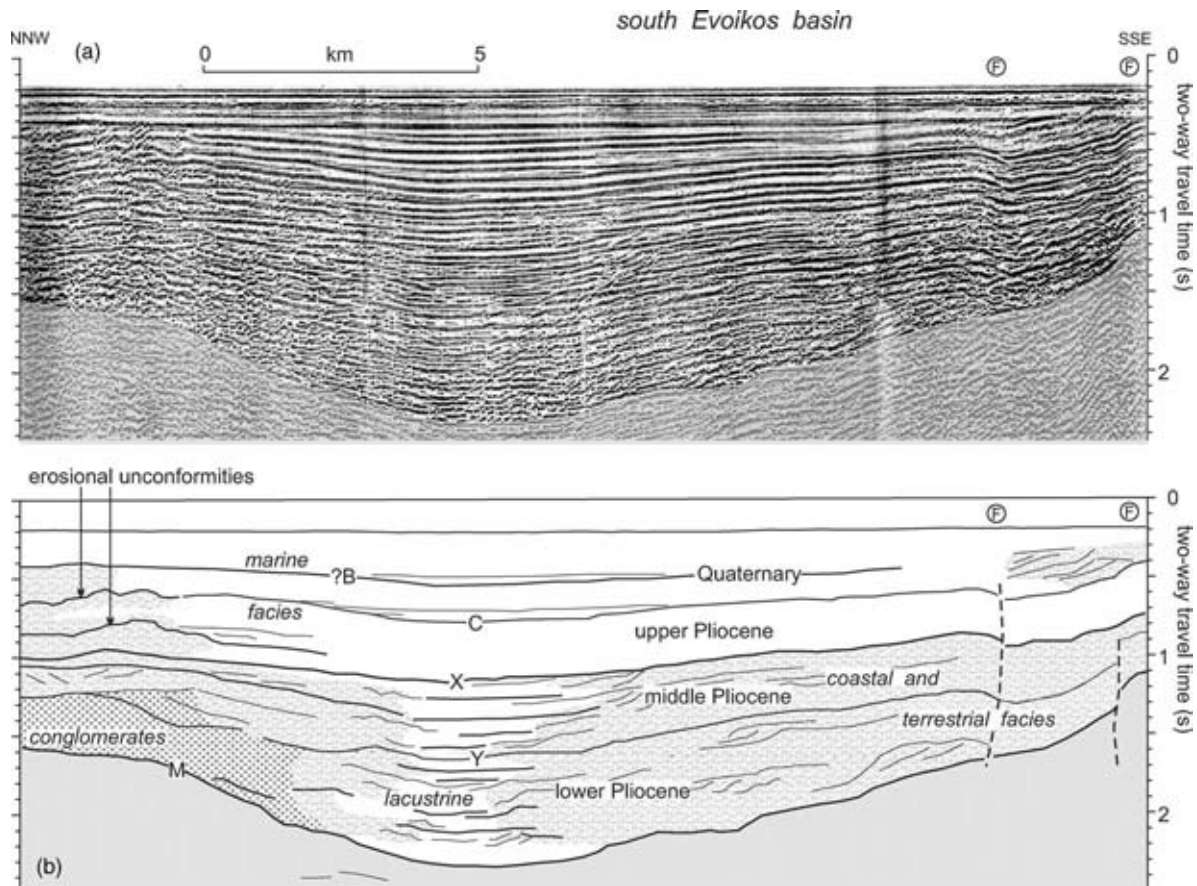 south Evoikos basin
NNW
(a)
0
km
5
F
SSE
F
0
1
2
two-way travel time (s)
erosional unconformities
0
F
F
marine
?B
Quaternary
facies
C
upper Pliocene
1
X
coastal and
middle Pliocene
terrestrial facies
conglomerates
Y
M
lacustrine
lower Pliocene
2
two-way travel time (s)
(b)